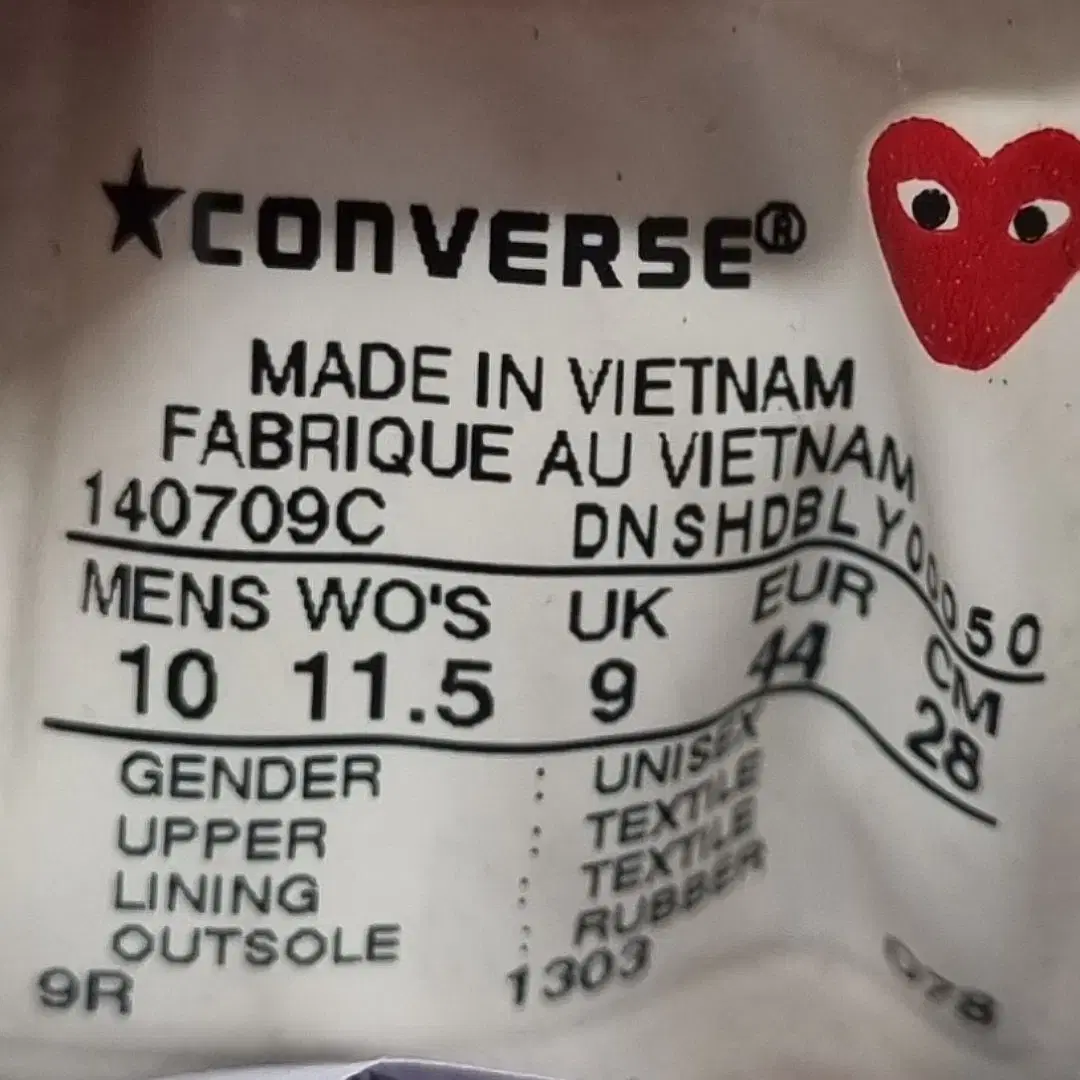 ★CONVERSE®
MADE IN VIETNAM
FABRIQUE AU VIETNAM
140709C DNSHDBLYO0050
MENS WO'S UK EUR CM
10 11.5 9 44 28
GENDER : UNISEX
UPPER : TEXTILE
LINING : TEXTILE
OUTSOLE : RUBBER
9R 1303